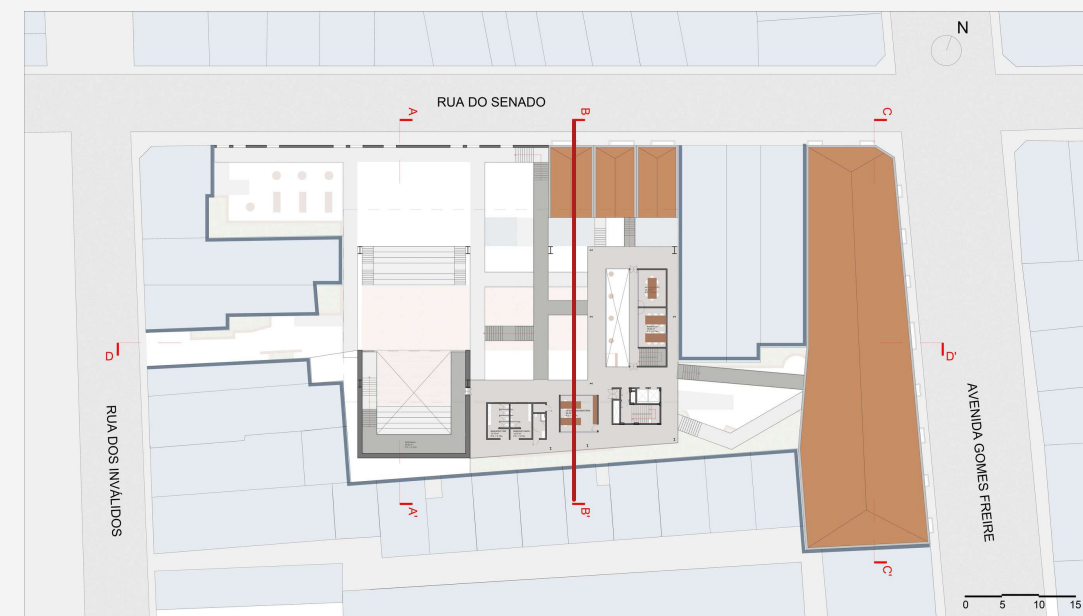 N
RUA DO SENADO
A
B
C
D
D'
RUA DOS INVÁLIDOS
AVENIDA GOMES FREIRE
A'
B'
C'
0 5 10 15